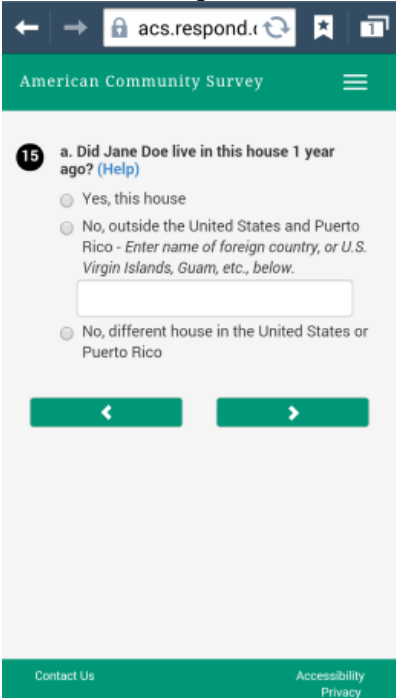 acs.respond.c
1
American Community Survey
15 a. Did Jane Doe live in this house 1 year
ago? (Help)
Yes, this house
No, outside the United States and Puerto
Rico - Enter name of foreign country, or U.S.
Virgin Islands, Guam, etc., below.
No, different house in the United States or
Puerto Rico
Contact Us Accessibility
Privacy